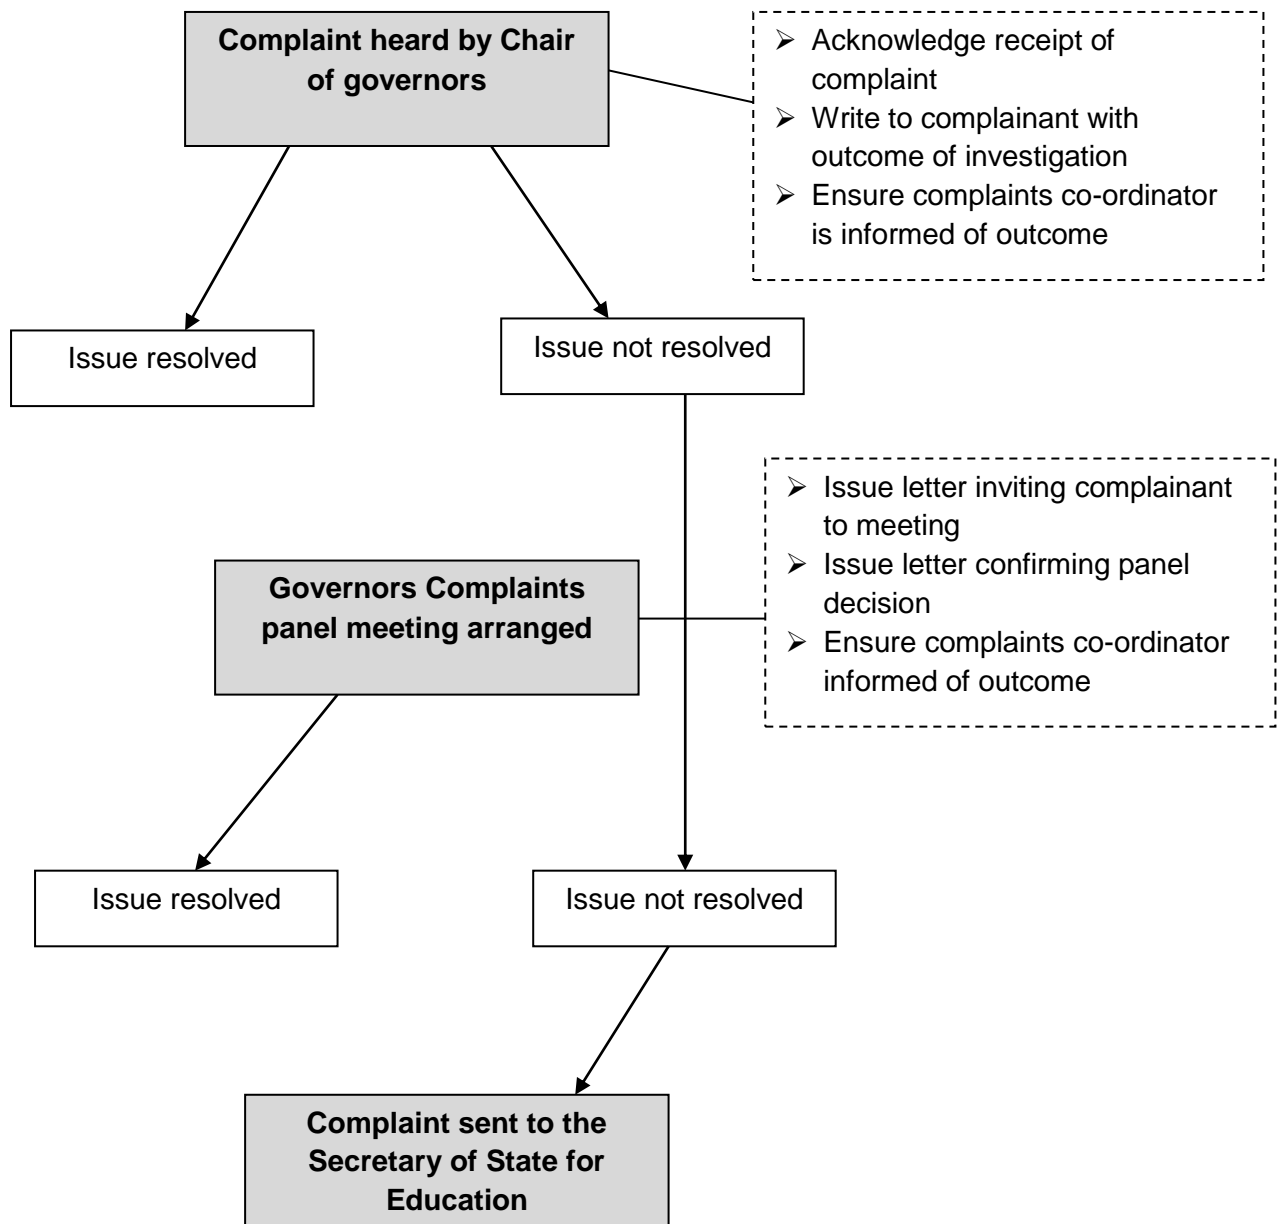 Complaint heard by Chair
of governors
➢ Acknowledge receipt of
complaint
➢ Write to complainant with
outcome of investigation
➢ Ensure complaints co-ordinator
is informed of outcome
Issue resolved
Issue not resolved
➢ Issue letter inviting complainant
to meeting
➢ Issue letter confirming panel
decision
➢ Ensure complaints co-ordinator
informed of outcome
Governors Complaints
panel meeting arranged
Issue resolved
Issue not resolved
Complaint sent to the
Secretary of State for
Education